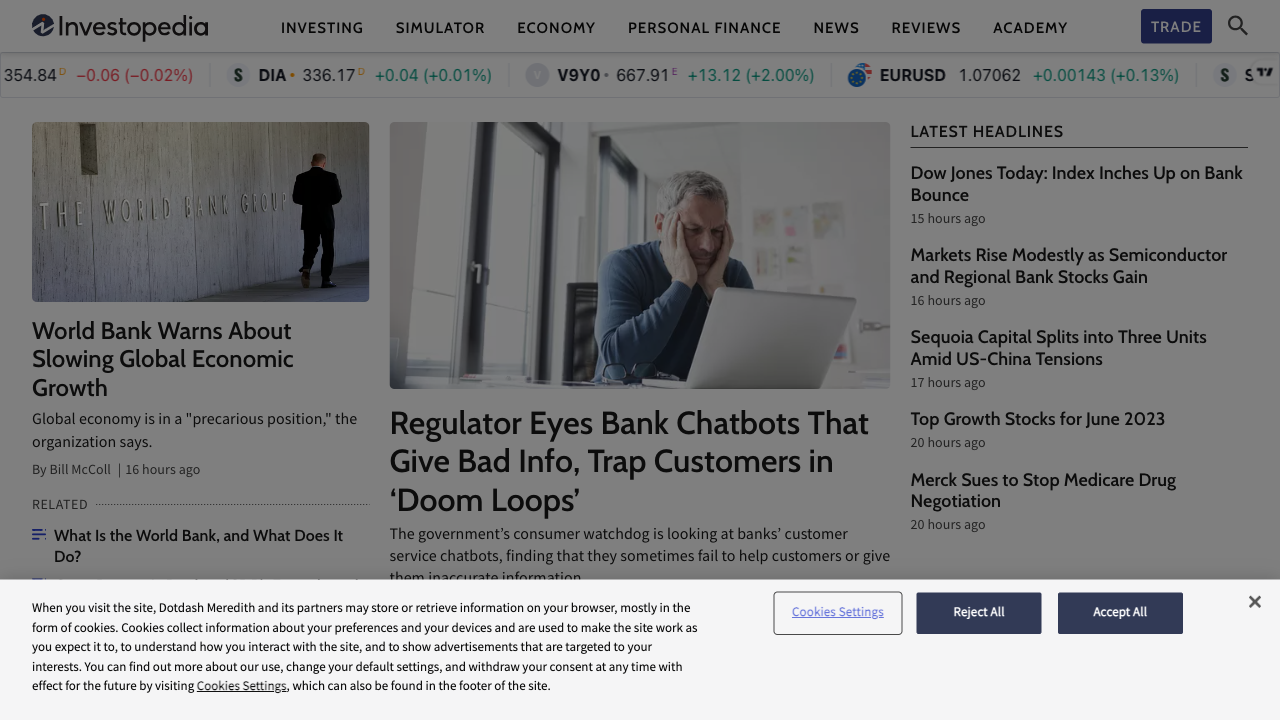 Investopedia
INVESTING SIMULATOR ECONOMY PERSONAL FINANCE NEWS REVIEWS ACADEMY TRADE
354.84 D −0.06 (−0.02%) DIA 336.17 D +0.04 (+0.01%) V V9Y0 667.91 E +13.12 (+2.00%) EURUSD 1.07062 +0.00143 (+0.13%)
THE WORLD BANK GROUP
World Bank Warns About
Slowing Global Economic
Growth
Global economy is in a "precarious position," the
organization says.
By Bill McColl | 16 hours ago
RELATED
What Is the World Bank, and What Does It
Do?
Regulator Eyes Bank Chatbots That
Give Bad Info, Trap Customers in
‘Doom Loops’
The government’s consumer watchdog is looking at banks’ customer
service chatbots, finding that they sometimes fail to help customers or give
them inaccurate information
LATEST HEADLINES
Dow Jones Today: Index Inches Up on Bank
Bounce
15 hours ago
Markets Rise Modestly as Semiconductor
and Regional Bank Stocks Gain
16 hours ago
Sequoia Capital Splits into Three Units
Amid US-China Tensions
17 hours ago
Top Growth Stocks for June 2023
20 hours ago
Merck Sues to Stop Medicare Drug
Negotiation
20 hours ago
When you visit the site, Dotdash Meredith and its partners may store or retrieve information on your browser, mostly in the
form of cookies. Cookies collect information about your preferences and your devices and are used to make the site work as
you expect it to, to understand how you interact with the site, and to show advertisements that are targeted to your
interests. You can find out more about our use, change your default settings, and withdraw your consent at any time with
effect for the future by visiting Cookies Settings, which can also be found in the footer of the site.
Cookies Settings Reject All Accept All